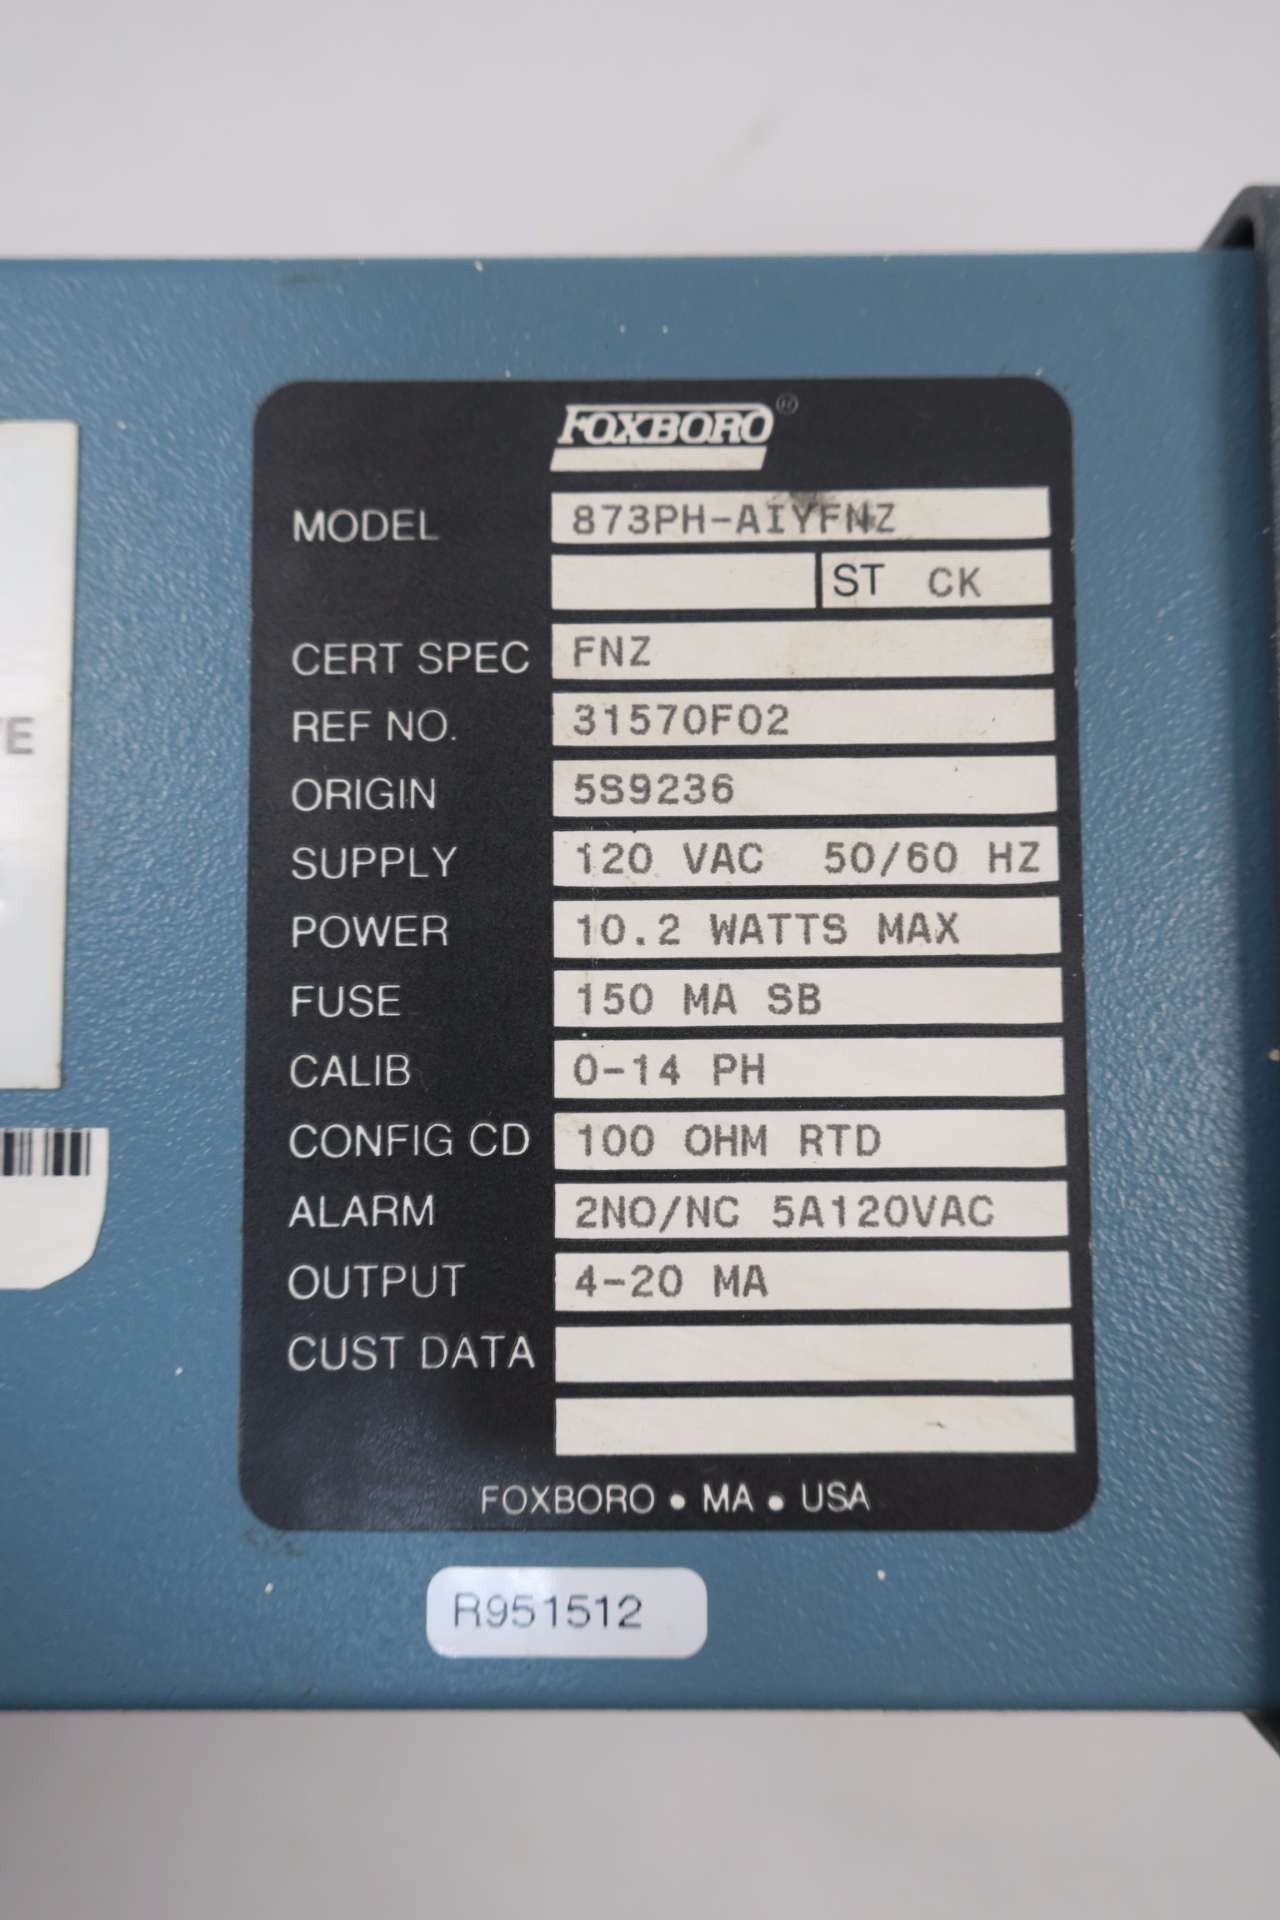 FOXBORO®
MODEL 873PH-AIYFNZ
ST CK
CERT SPEC FNZ
REF NO. 31570F02
ORIGIN 5S9236
SUPPLY 120 VAC 50/60 HZ
POWER 10.2 WATTS MAX
FUSE 150 MA SB
CALIB 0-14 PH
CONFIG CD 100 OHM RTD
ALARM 2NO/NC 5A120VAC
OUTPUT 4-20 MA
CUST DATA
FOXBORO • MA • USA
R951512